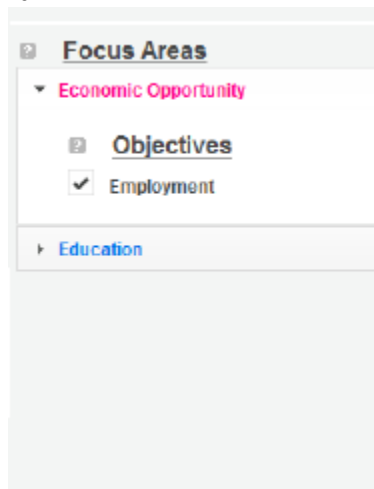 Focus Areas
Economic Opportunity
Objectives
Employment
Education